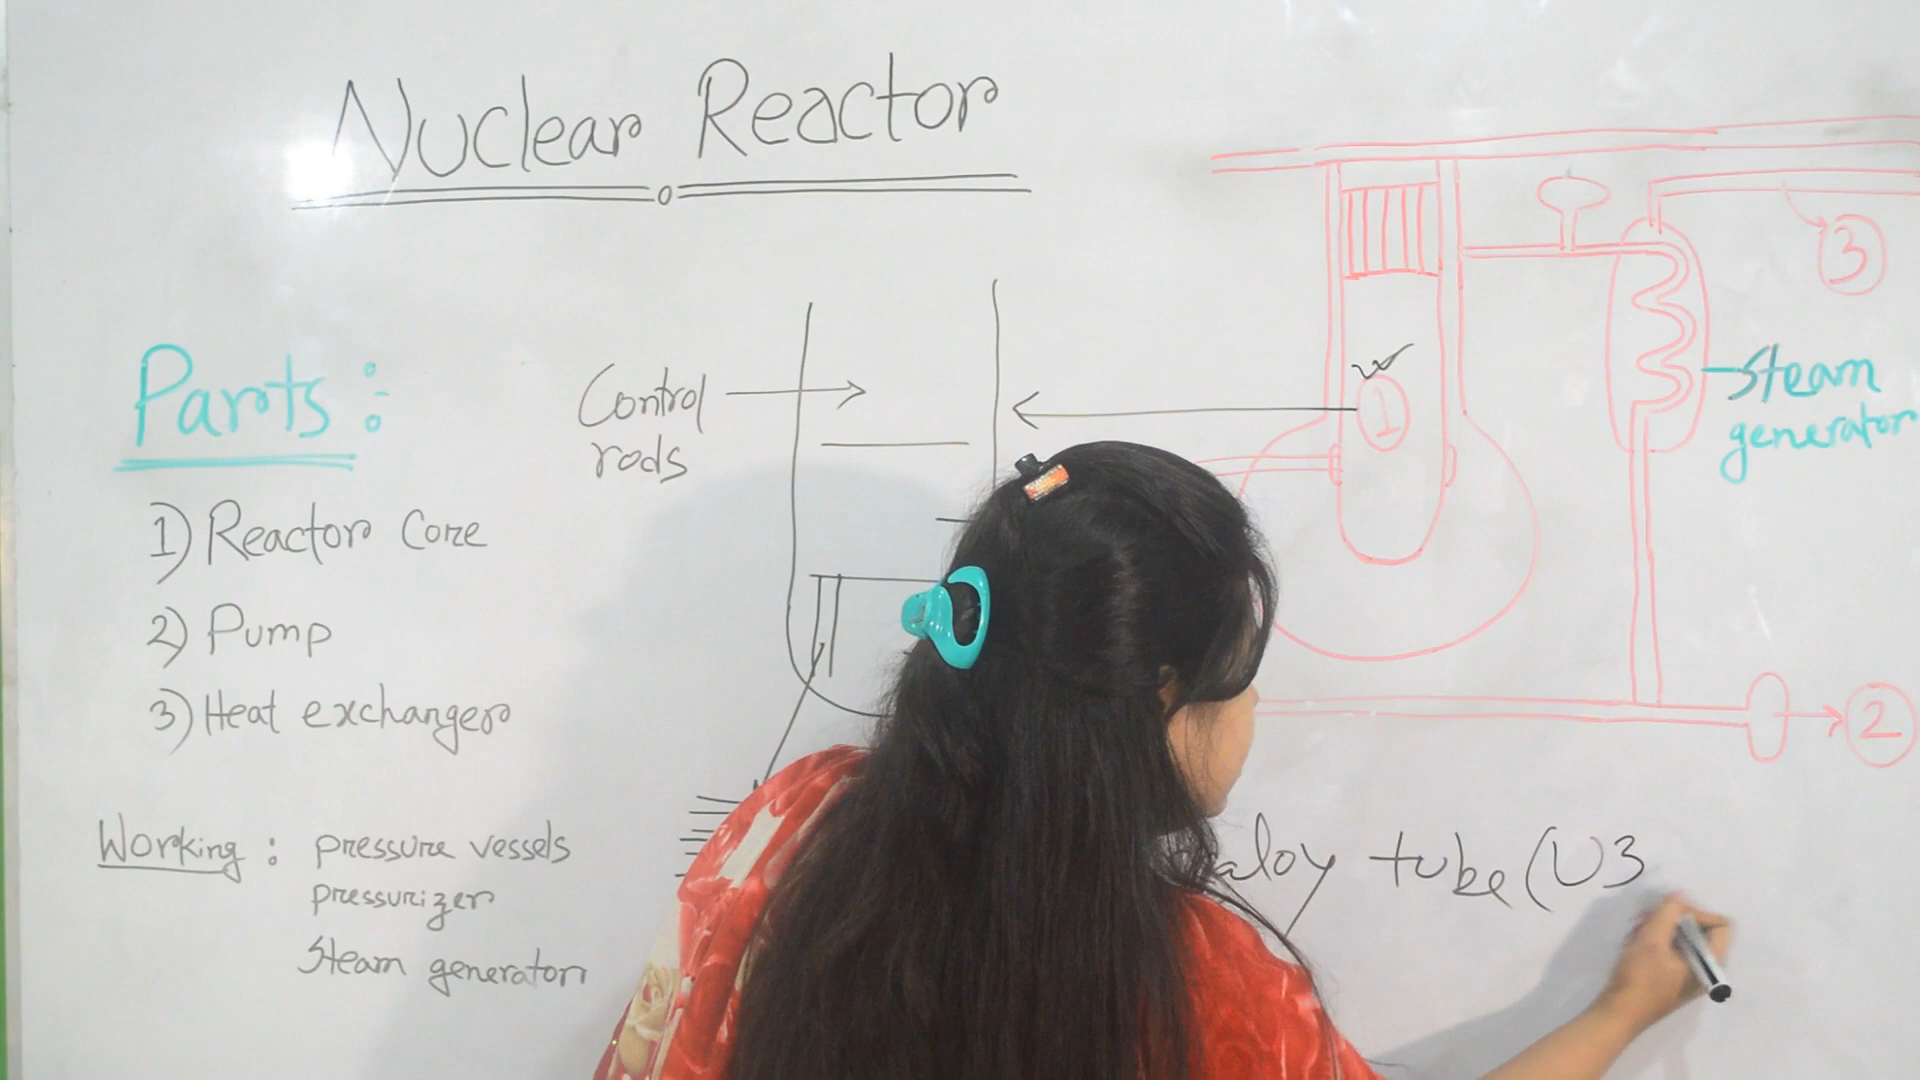 Nuclear Reactor
Parts:
1) Reactor Core
2) Pump
3) Heat exchanger
Working: pressure vessels
pressurizer
Steam generator
Control
rods
1
3
Steam
generator
2
tube (U3